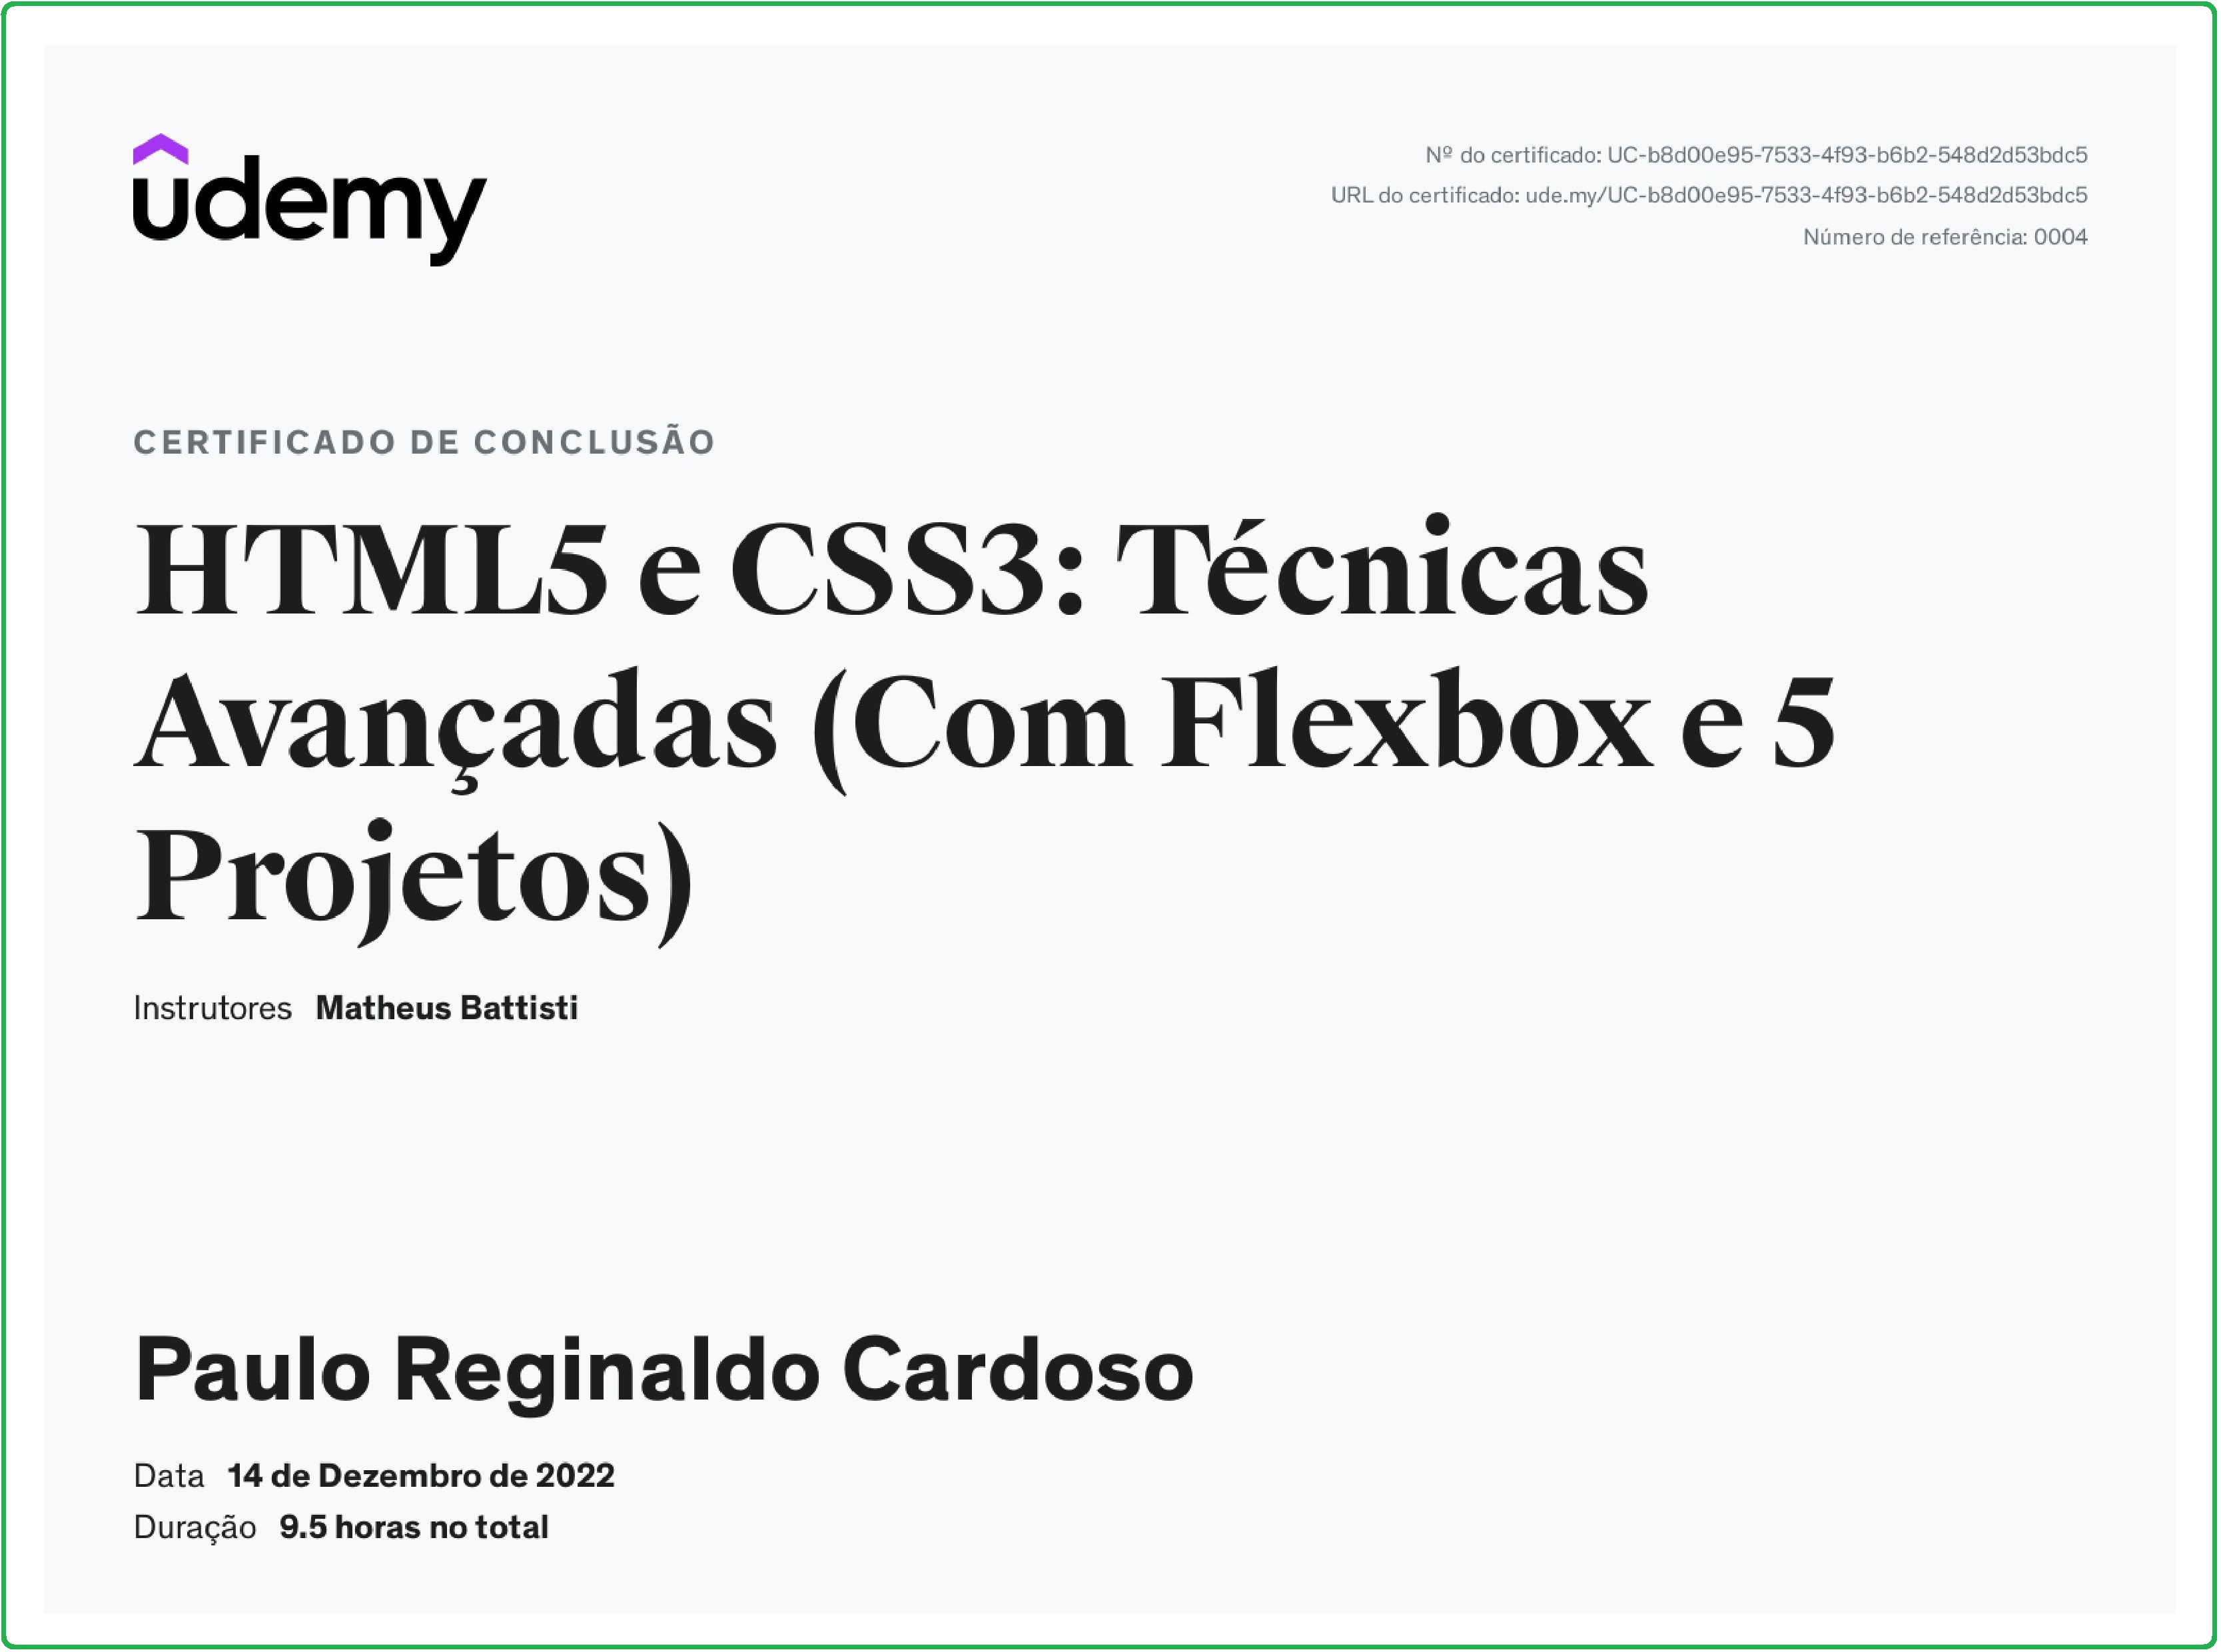 udemy
Nº do certificado: UC-b8d00e95-7533-4f93-b6b2-548d2d53bdc5
URL do certificado: ude.my/UC-b8d00e95-7533-4f93-b6b2-548d2d53bdc5
Número de referência: 0004
CERTIFICADO DE CONCLUSÃO
HTML5 e CSS3: Técnicas
Avançadas (Com Flexbox e 5
Projetos)
Instrutores Matheus Battisti
Paulo Reginaldo Cardoso
Data 14 de Dezembro de 2022
Duração 9.5 horas no total